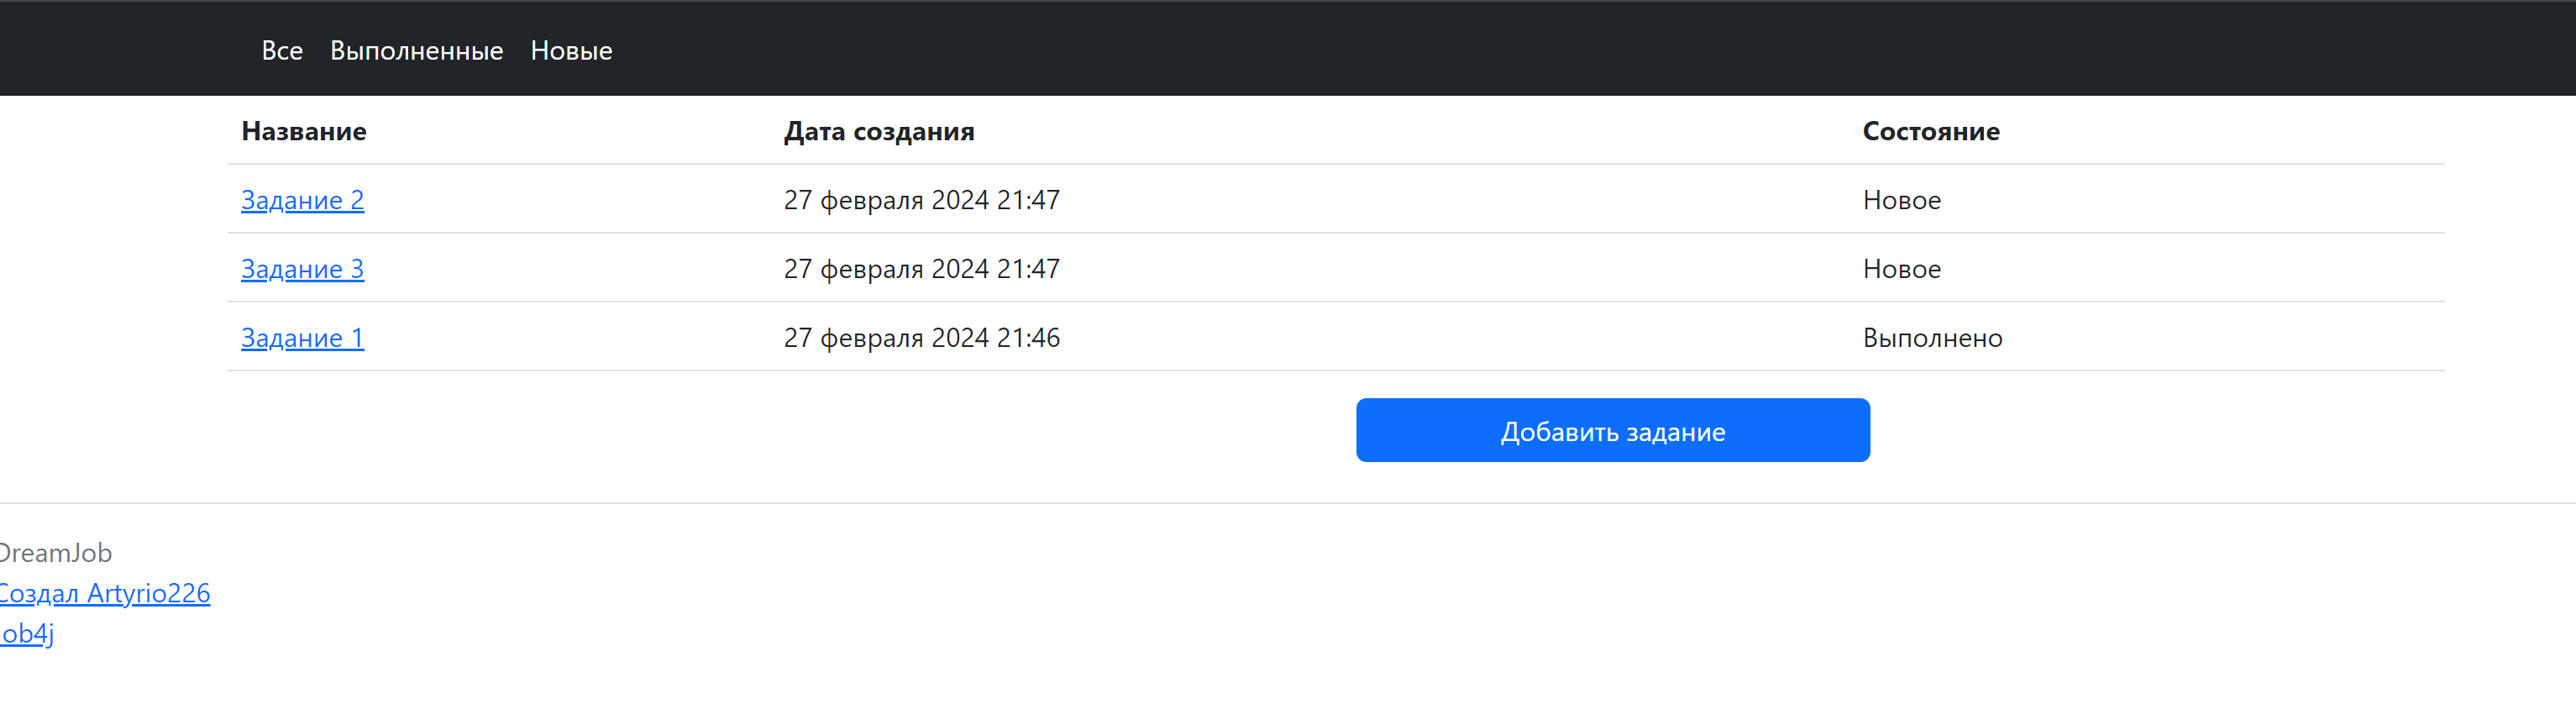 Все Выполненные Новые
Название Дата создания Состояние
Задание 2 27 февраля 2024 21:47 Новое
Задание 3 27 февраля 2024 21:47 Новое
Задание 1 27 февраля 2024 21:46 Выполнено
Добавить задание
DreamJob
Создал Artyrio226
ob4j